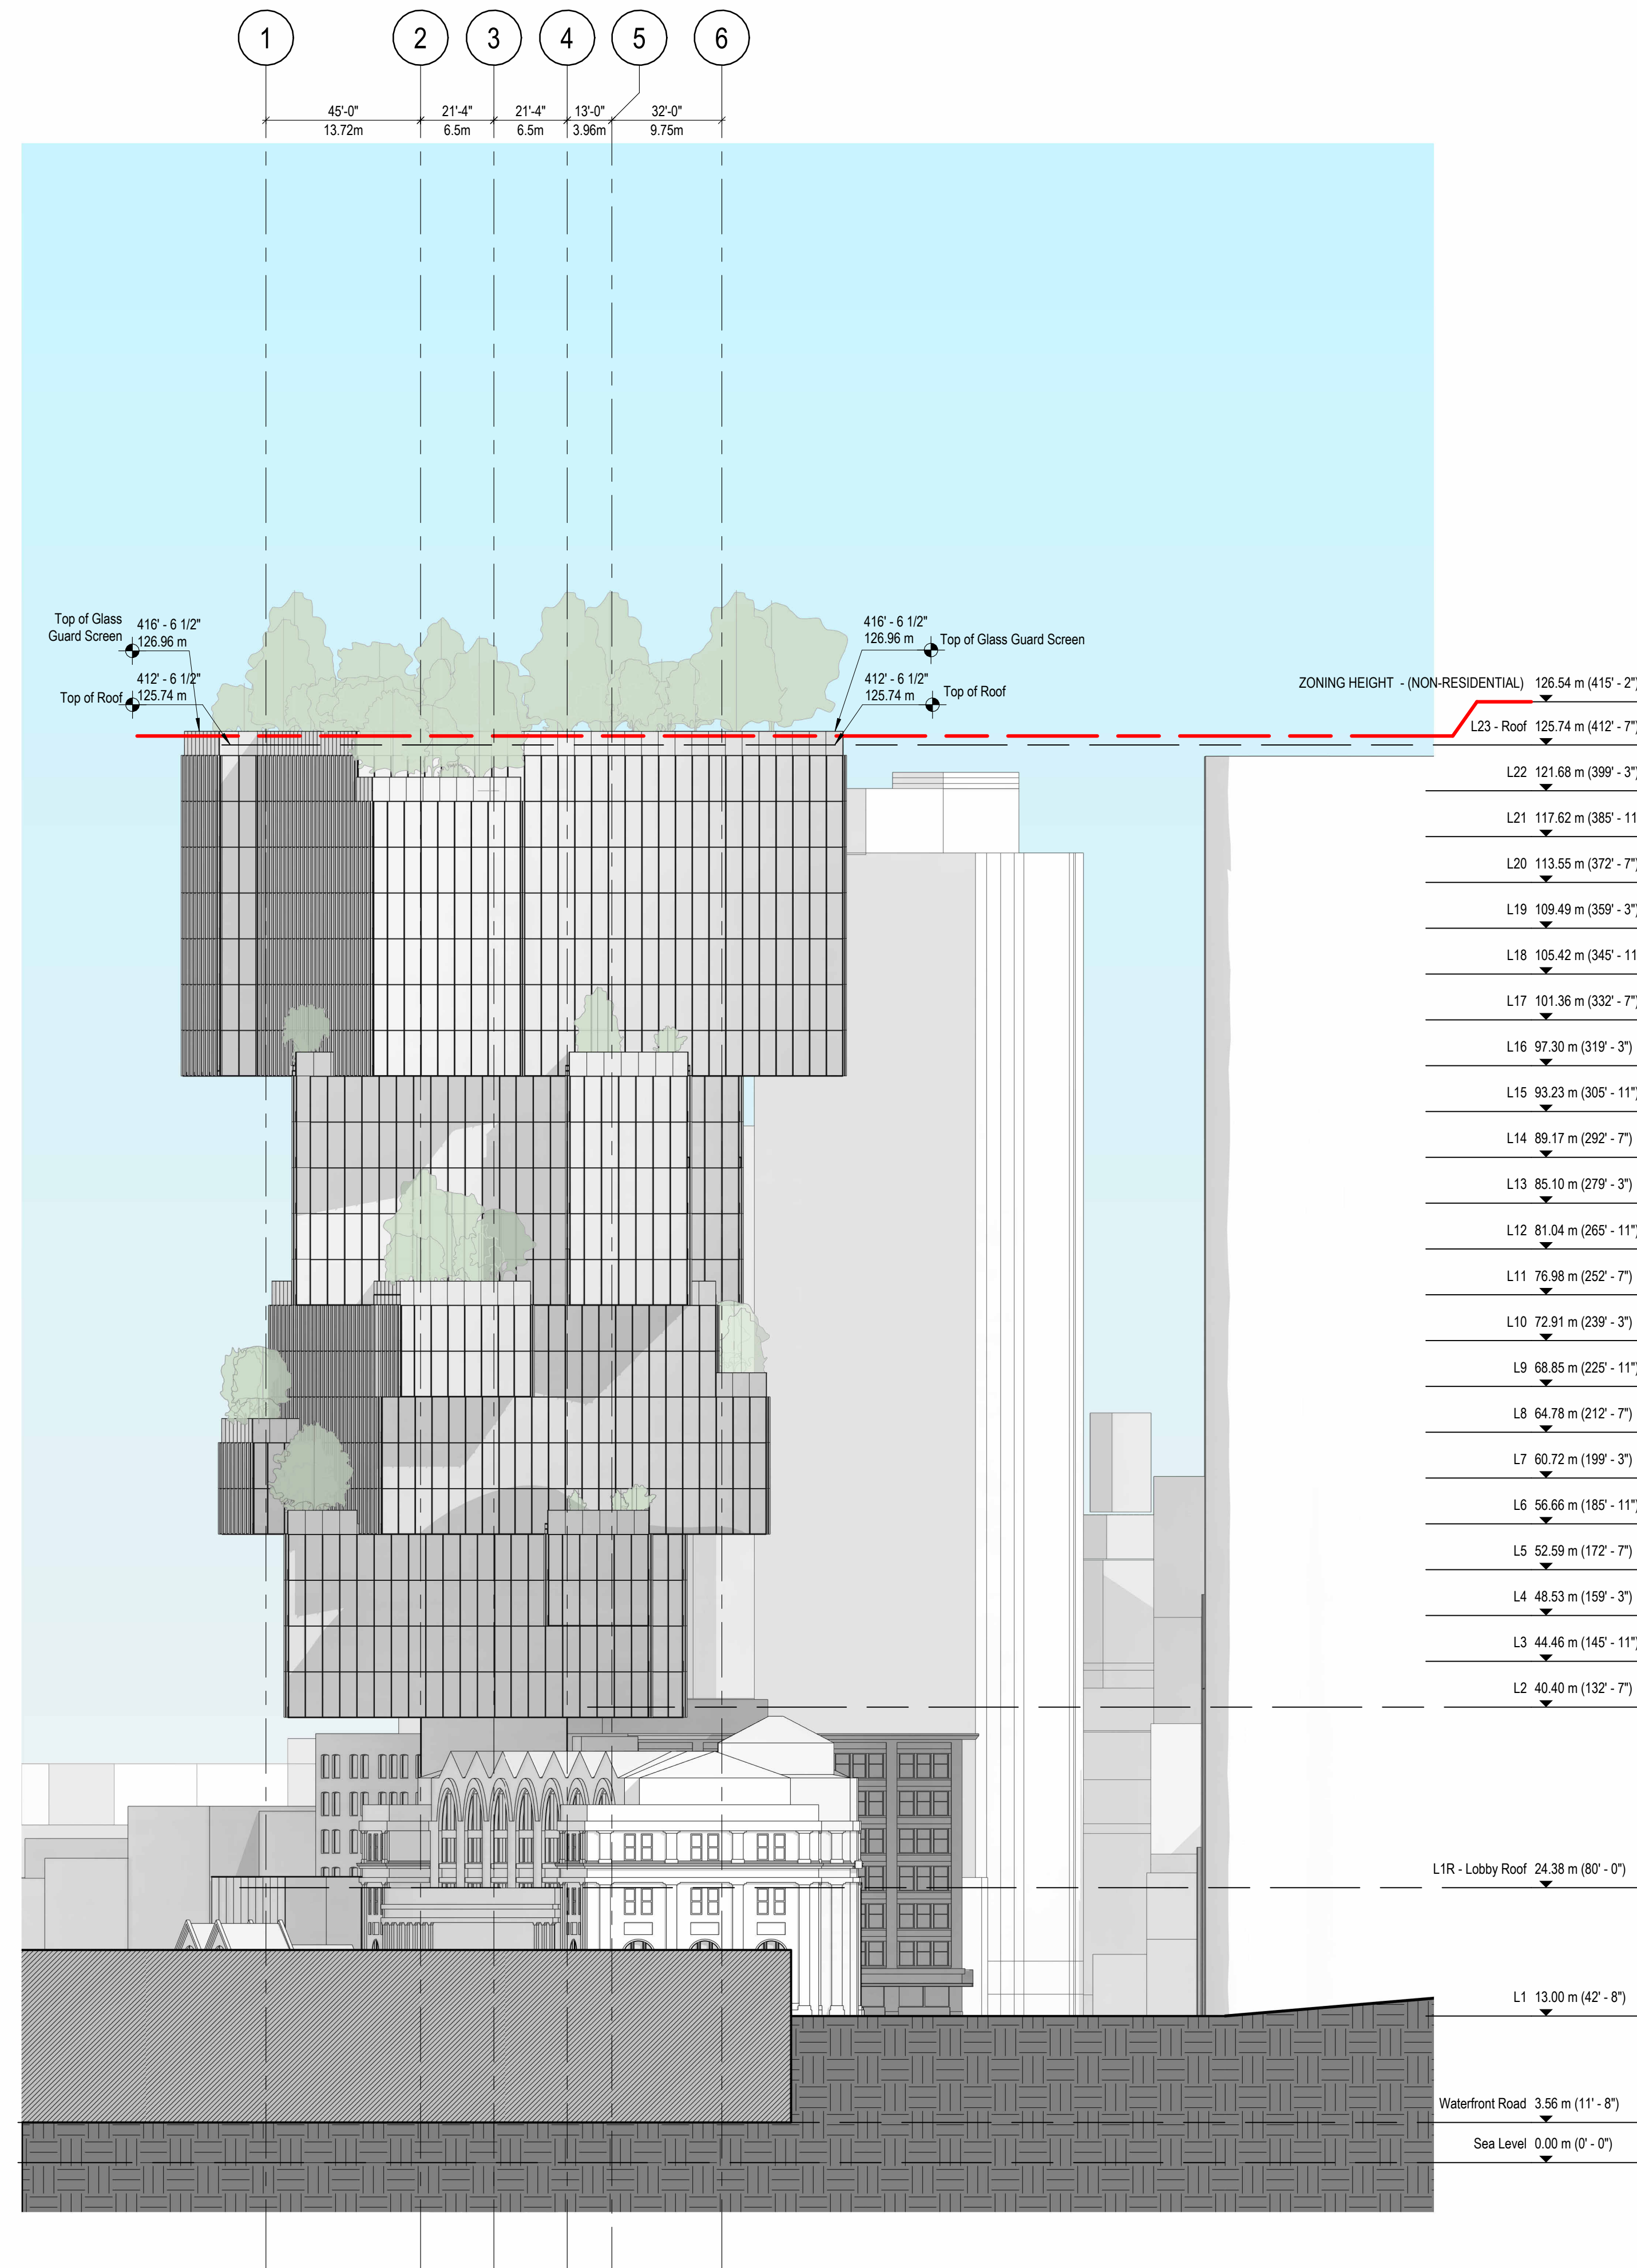 1 2 3 4 5 6
45'-0" 21'-4" 21'-4" 13'-0" 32'-0"
13.72m 6.5m 6.5m 3.96m 9.75m
Top of Glass
Guard Screen
416' - 6 1/2"
126.96 m
Top of Roof
412' - 6 1/2"
125.74 m
416' - 6 1/2"
126.96 m
Top of Glass Guard Screen
412' - 6 1/2"
125.74 m
Top of Roof
ZONING HEIGHT - (NON-RESIDENTIAL) 126.54 m (415' - 2")
L23 - Roof 125.74 m (412' - 7")
L22 121.68 m (399' - 3")
L21 117.62 m (385' - 11
L20 113.55 m (372' - 7")
L19 109.49 m (359' - 3")
L18 105.42 m (345' - 11
L17 101.36 m (332' - 7")
L16 97.30 m (319' - 3")
L15 93.23 m (305' - 11")
L14 89.17 m (292' - 7")
L13 85.10 m (279' - 3")
L12 81.04 m (265' - 11")
L11 76.98 m (252' - 7")
L10 72.91 m (239' - 3")
L9 68.85 m (225' - 11")
L8 64.78 m (212' - 7")
L7 60.72 m (199' - 3")
L6 56.66 m (185' - 11")
L5 52.59 m (172' - 7")
L4 48.53 m (159' - 3")
L3 44.46 m (145' - 11")
L2 40.40 m (132' - 7")
L1R - Lobby Roof 24.38 m (80' - 0")
L1 13.00 m (42' - 8")
Waterfront Road 3.56 m (11' - 8")
Sea Level 0.00 m (0' - 0")